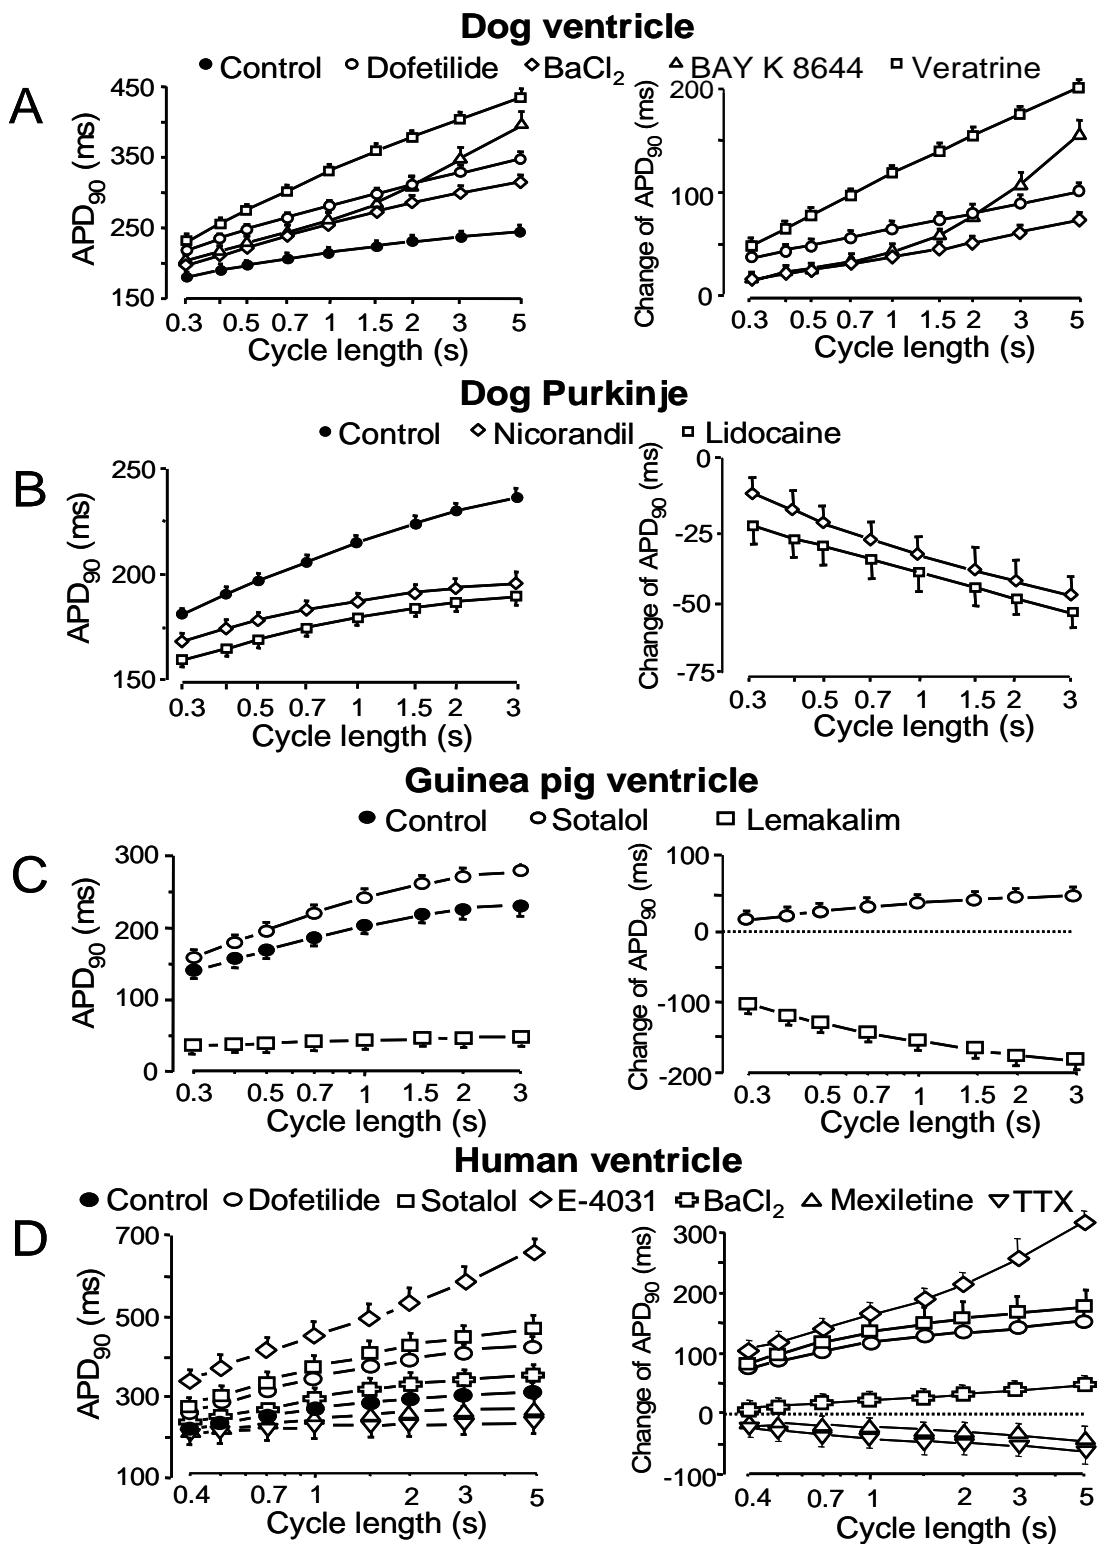 Dog ventricle
Control Dofetilide BaCl2 BAY K 8644 Veratrine
A
APD90 (ms)
450
350
250
150
0.3 0.5 0.7 1 1.5 2 3 5
Cycle length (s)
Change of APD90 (ms)
200
100
0
0.3 0.5 0.7 1 1.5 2 3 5
Cycle length (s)
Dog Purkinje
Control Nicorandil Lidocaine
B
APD90 (ms)
250
200
150
0.3 0.5 0.7 1 1.5 2 3
Cycle length (s)
Change of APD90 (ms)
0
-25
-50
-75
0.3 0.5 0.7 1 1.5 2 3
Cycle length (s)
Guinea pig ventricle
Control Sotalol Lemakalim
C
APD90 (ms)
300
200
100
0
0.3 0.5 0.7 1 1.5 2 3
Cycle length (s)
Change of APD90 (ms)
100
0
-100
-200
0.3 0.5 0.7 1 1.5 2 3
Cycle length (s)
Human ventricle
Control Dofetilide Sotalol E-4031 BaCl2 Mexiletine TTX
D
APD90 (ms)
700
500
300
100
0.4 0.7 1 2 3 5
Cycle length (s)
Change of APD90 (ms)
300
200
100
0
-100
0.4 0.7 1 2 3 5
Cycle length (s)